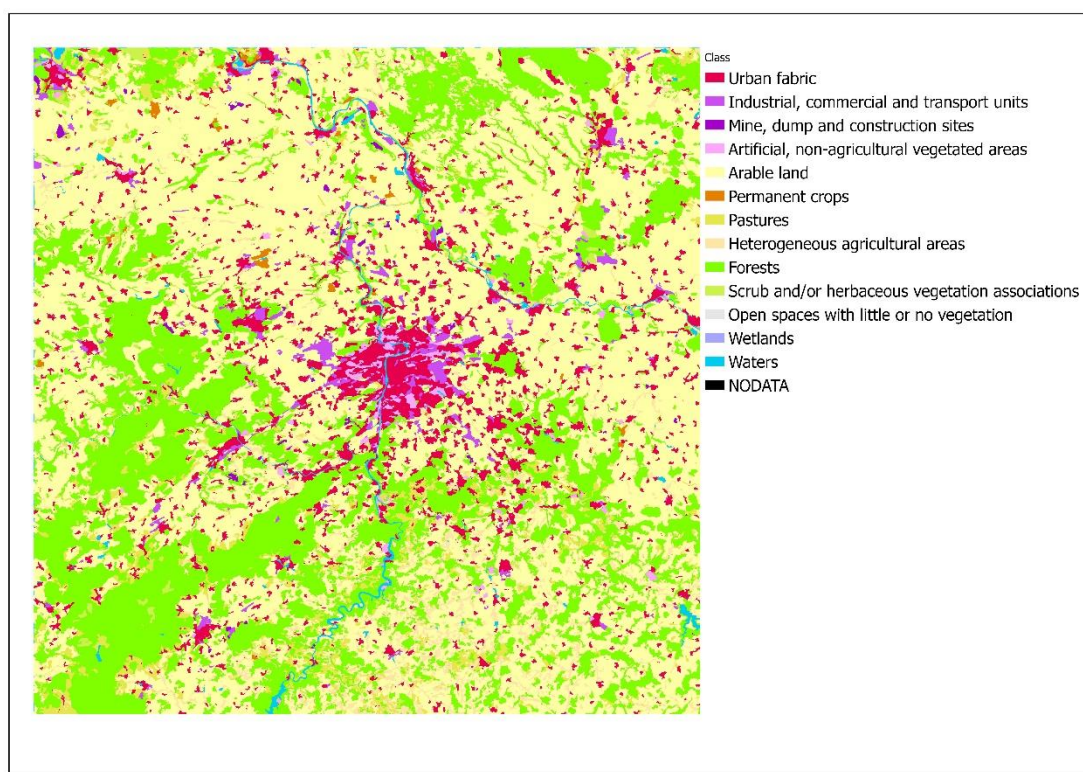 Class
Urban fabric
Industrial, commercial and transport units
Mine, dump and construction sites
Artificial, non-agricultural vegetated areas
Arable land
Permanent crops
Pastures
Heterogeneous agricultural areas
Forests
Scrub and/or herbaceous vegetation associations
Open spaces with little or no vegetation
Wetlands
Waters
NODATA